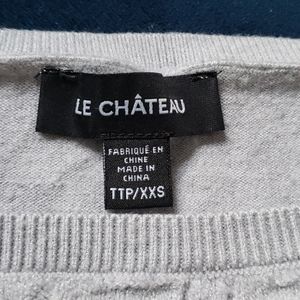 LE CHÂTEAU
FABRIQUÉ EN
CHINE
MADE IN
CHINA
TTP/XXS